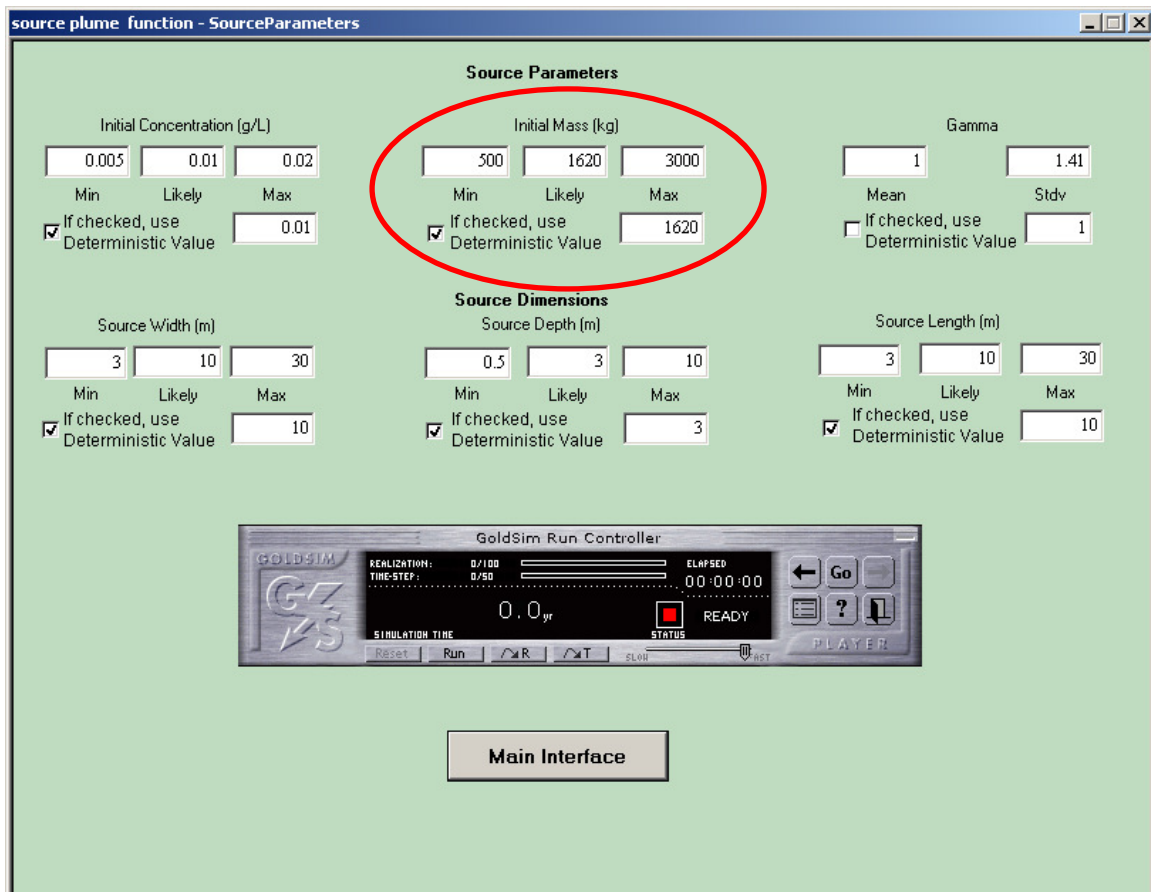 source plume function - SourceParameters
Source Parameters
Initial Concentration (g/L)
0.005 0.01 0.02
Min Likely Max
If checked, use
Deterministic Value 0.01
Initial Mass (kg)
500 1620 3000
Min Likely Max
If checked, use
Deterministic Value 1620
Gamma
1 1.41
Mean Stdv
If checked, use
Deterministic Value 1
Source Dimensions
Source Width (m)
3 10 30
Min Likely Max
If checked, use
Deterministic Value 10
Source Depth (m)
0.5 3 10
Min Likely Max
If checked, use
Deterministic Value 3
Source Length (m)
3 10 30
Min Likely Max
If checked, use
Deterministic Value 10
GoldSim Run Controller
GOLDSIM
REALIZATION: 0/100
TIME-STEP: 0/50
ELAPSED
00:00:00
0.0yr
READY
SIMULATION TIME STATUS
Reset Run R T SLOW
Go
?
PLAYER
Main Interface